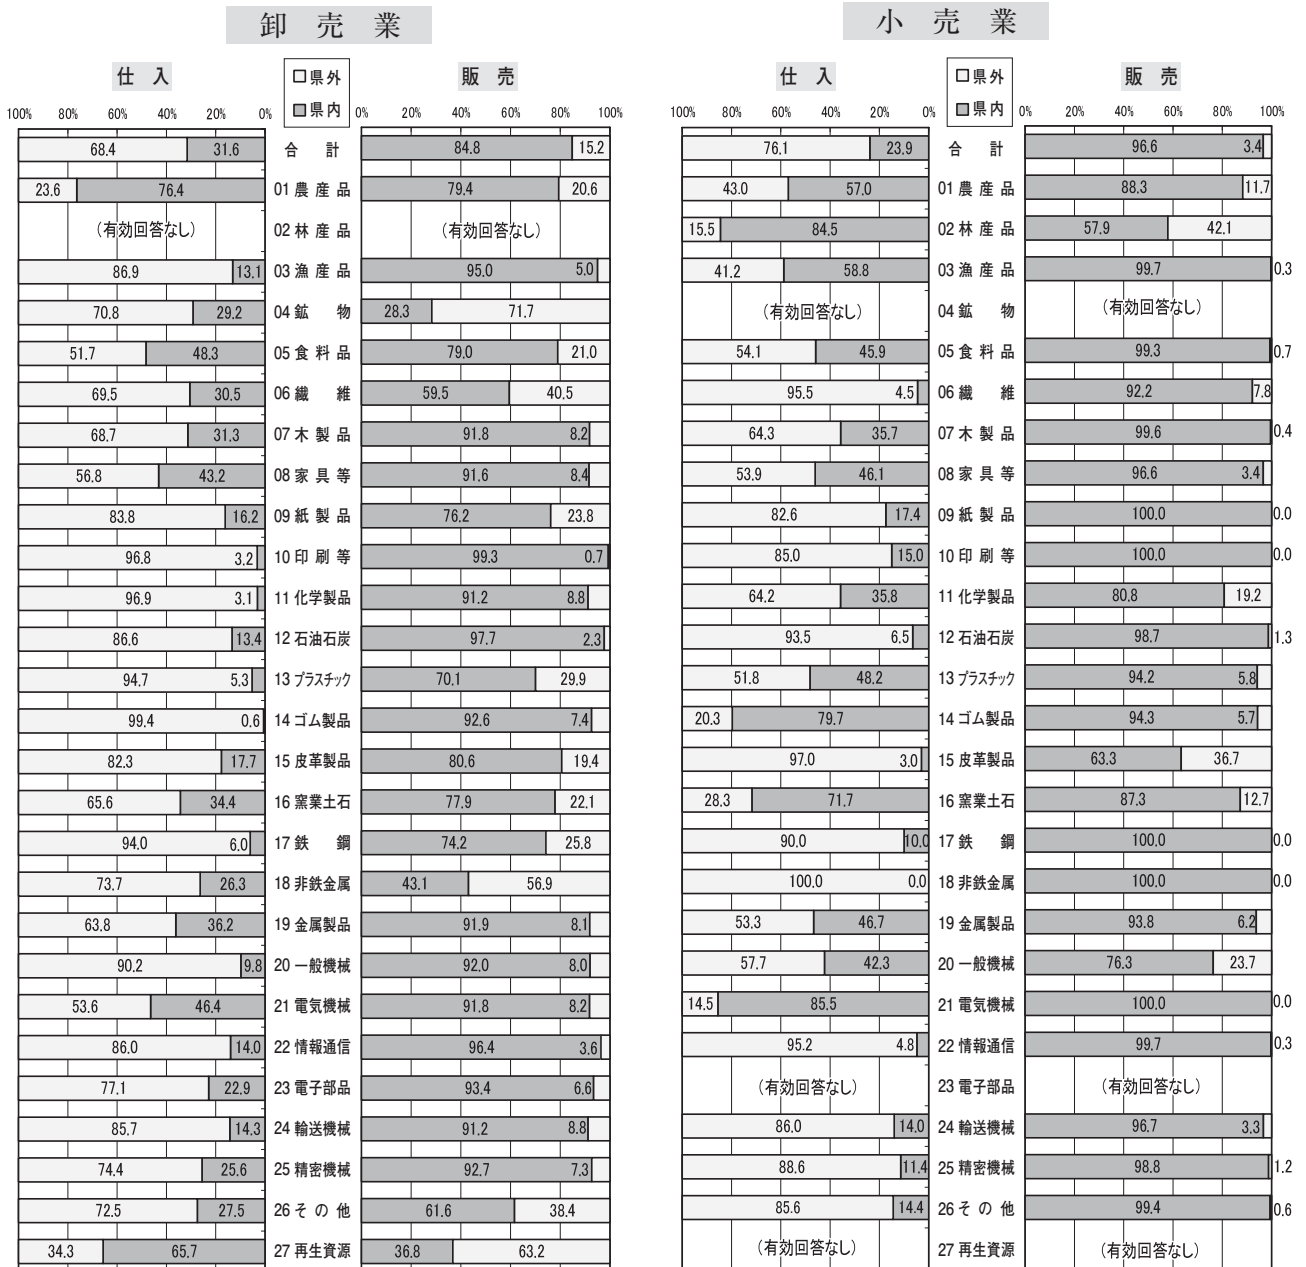 卸 売 業
仕 入
□県外
■県内
販 売
100% 80% 60% 40% 20% 0% 0% 20% 40% 60% 80% 100%
68.4 31.6 合 計 84.8 15.2
23.6 76.4 01 農産品 79.4 20.6
(有効回答なし) 02 林産品 (有効回答なし)
86.9 13.1 03 漁産品 95.0 5.0
70.8 29.2 04 鉱 物 28.3 71.7
51.7 48.3 05 食料品 79.0 21.0
69.5 30.5 06 繊 維 59.5 40.5
68.7 31.3 07 木製品 91.8 8.2
56.8 43.2 08 家具等 91.6 8.4
83.8 16.2 09 紙製品 76.2 23.8
96.8 3.2 10 印刷等 99.3 0.7
96.9 3.1 11 化学製品 91.2 8.8
86.6 13.4 12 石油石炭 97.7 2.3
94.7 5.3 13 プラスチック 70.1 29.9
99.4 0.6 14 ゴム製品 92.6 7.4
82.3 17.7 15 皮革製品 80.6 19.4
65.6 34.4 16 窯業土石 77.9 22.1
94.0 6.0 17 鉄 鋼 74.2 25.8
73.7 26.3 18 非鉄金属 43.1 56.9
63.8 36.2 19 金属製品 91.9 8.1
90.2 9.8 20 一般機械 92.0 8.0
53.6 46.4 21 電気機械 91.8 8.2
86.0 14.0 22 情報通信 96.4 3.6
77.1 22.9 23 電子部品 93.4 6.6
85.7 14.3 24 輸送機械 91.2 8.8
74.4 25.6 25 精密機械 92.7 7.3
72.5 27.5 26 その他 61.6 38.4
34.3 65.7 27 再生資源 36.8 63.2
小 売 業
仕 入
□県外
■県内
販 売
100% 80% 60% 40% 20% 0% 0% 20% 40% 60% 80% 100%
76.1 23.9 合 計 96.6 3.4
43.0 57.0 01 農産品 88.3 11.7
15.5 84.5 02 林産品 57.9 42.1
41.2 58.8 03 漁産品 99.7 0.3
(有効回答なし) 04 鉱 物 (有効回答なし)
54.1 45.9 05 食料品 99.3 0.7
95.5 4.5 06 繊 維 92.2 7.8
64.3 35.7 07 木製品 99.6 0.4
53.9 46.1 08 家具等 96.6 3.4
82.6 17.4 09 紙製品 100.0 0.0
85.0 15.0 10 印刷等 100.0 0.0
64.2 35.8 11 化学製品 80.8 19.2
93.5 6.5 12 石油石炭 98.7 1.3
51.8 48.2 13 プラスチック 94.2 5.8
20.3 79.7 14 ゴム製品 94.3 5.7
97.0 3.0 15 皮革製品 63.3 36.7
28.3 71.7 16 窯業土石 87.3 12.7
90.0 10.0 17 鉄 鋼 100.0 0.0
100.0 0.0 18 非鉄金属 100.0 0.0
53.3 46.7 19 金属製品 93.8 6.2
57.7 42.3 20 一般機械 76.3 23.7
14.5 85.5 21 電気機械 100.0 0.0
95.2 4.8 22 情報通信 99.7 0.3
(有効回答なし) 23 電子部品 (有効回答なし)
86.0 14.0 24 輸送機械 96.7 3.3
88.6 11.4 25 精密機械 98.8 1.2
85.6 14.4 26 その他 99.4 0.6
(有効回答なし) 27 再生資源 (有効回答なし)